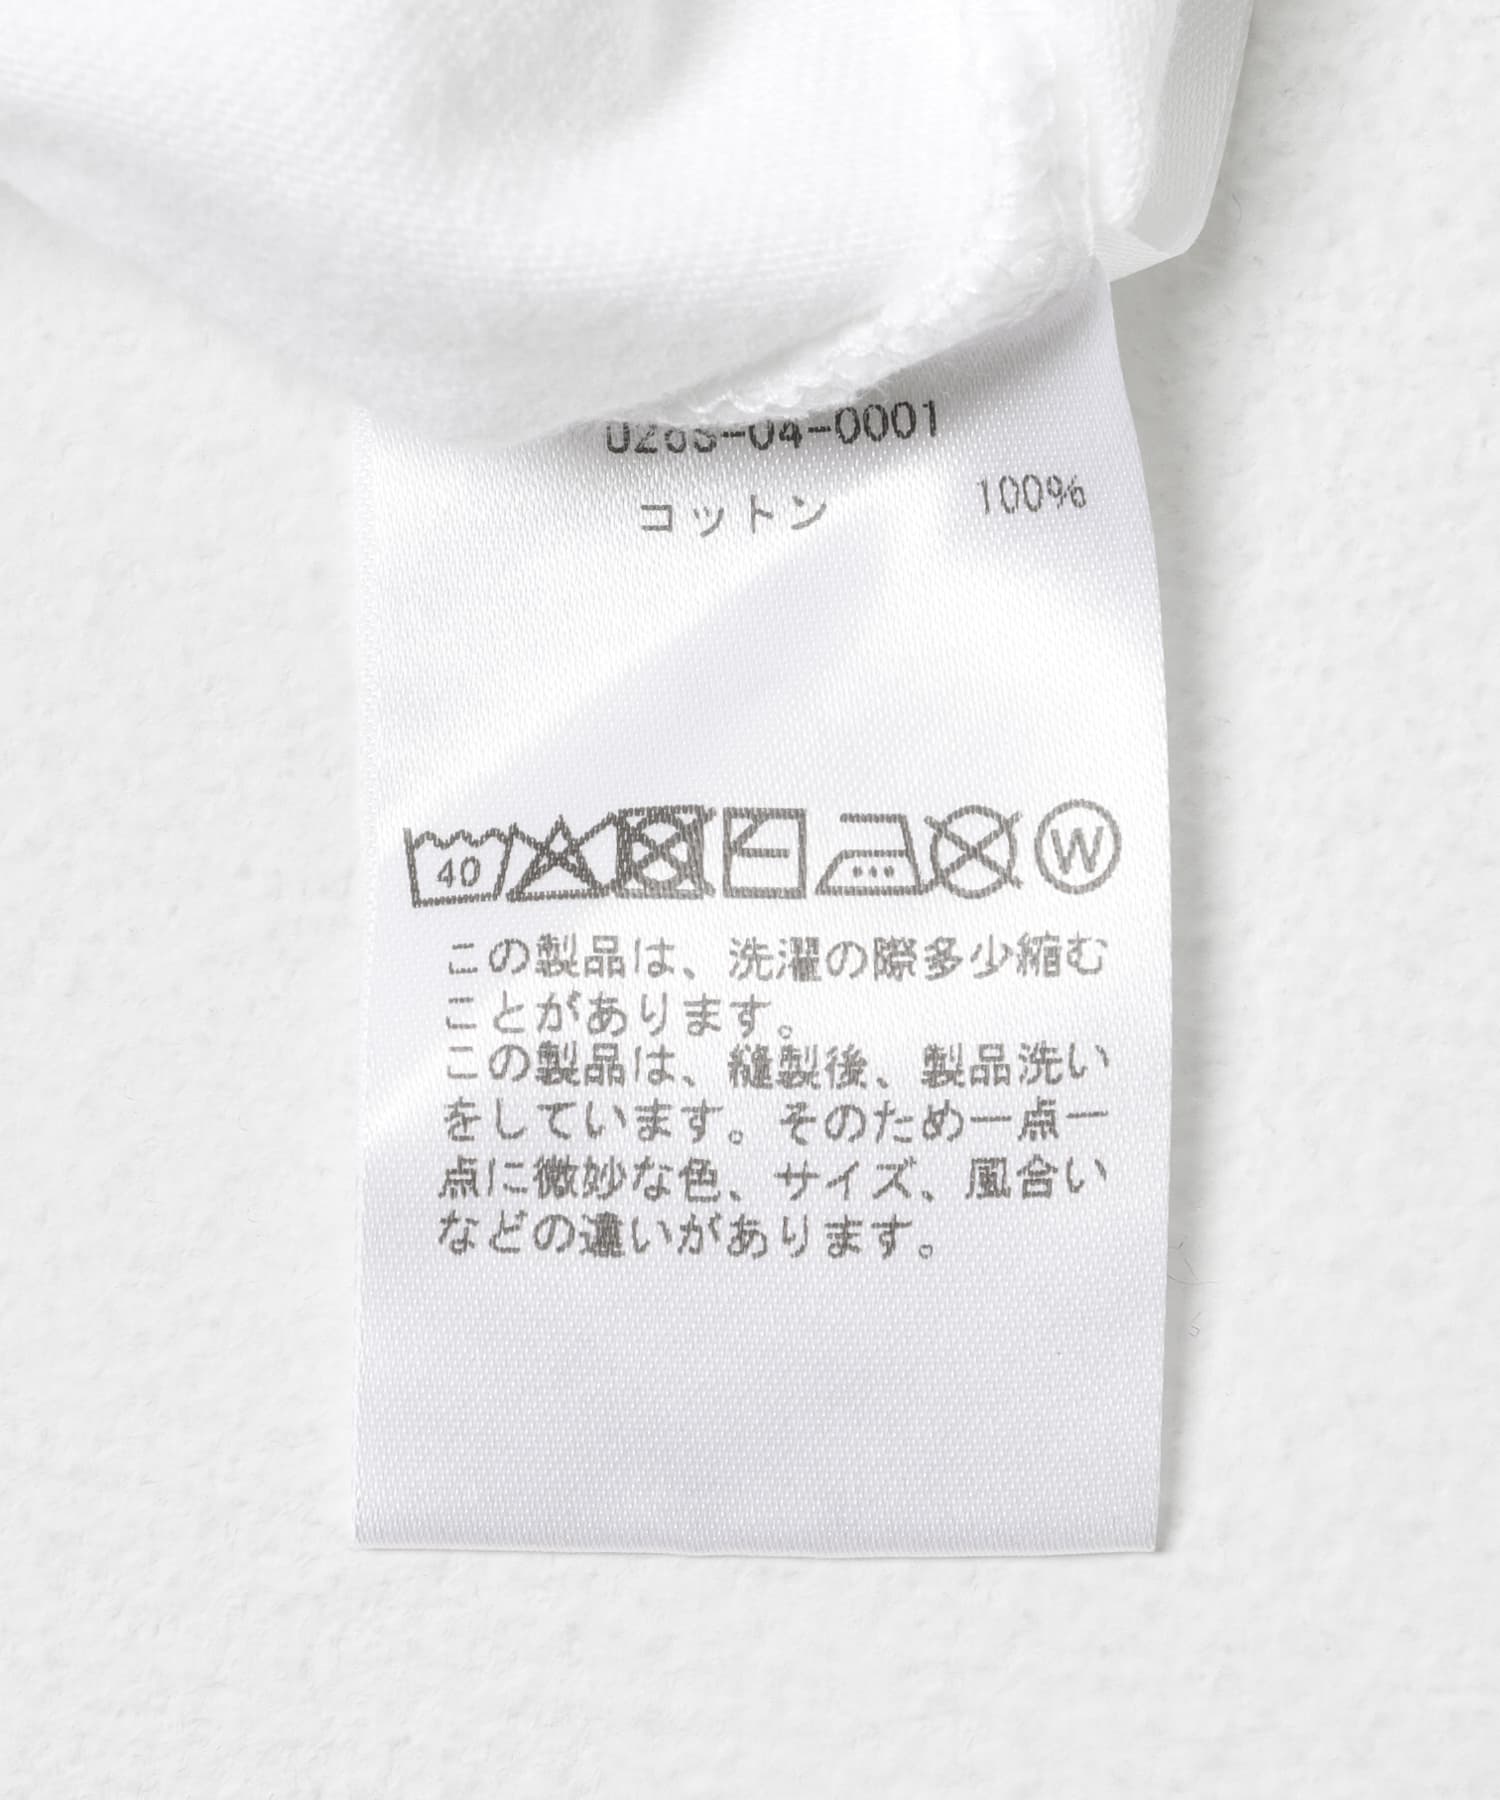 コットン 100%
40 W
この製品は、洗濯の際多少縮む
ことがあります。
この製品は、縫製後、製品洗い
をしています。そのため一点一
点に微妙な色、サイズ、風合い
などの違いがあります。